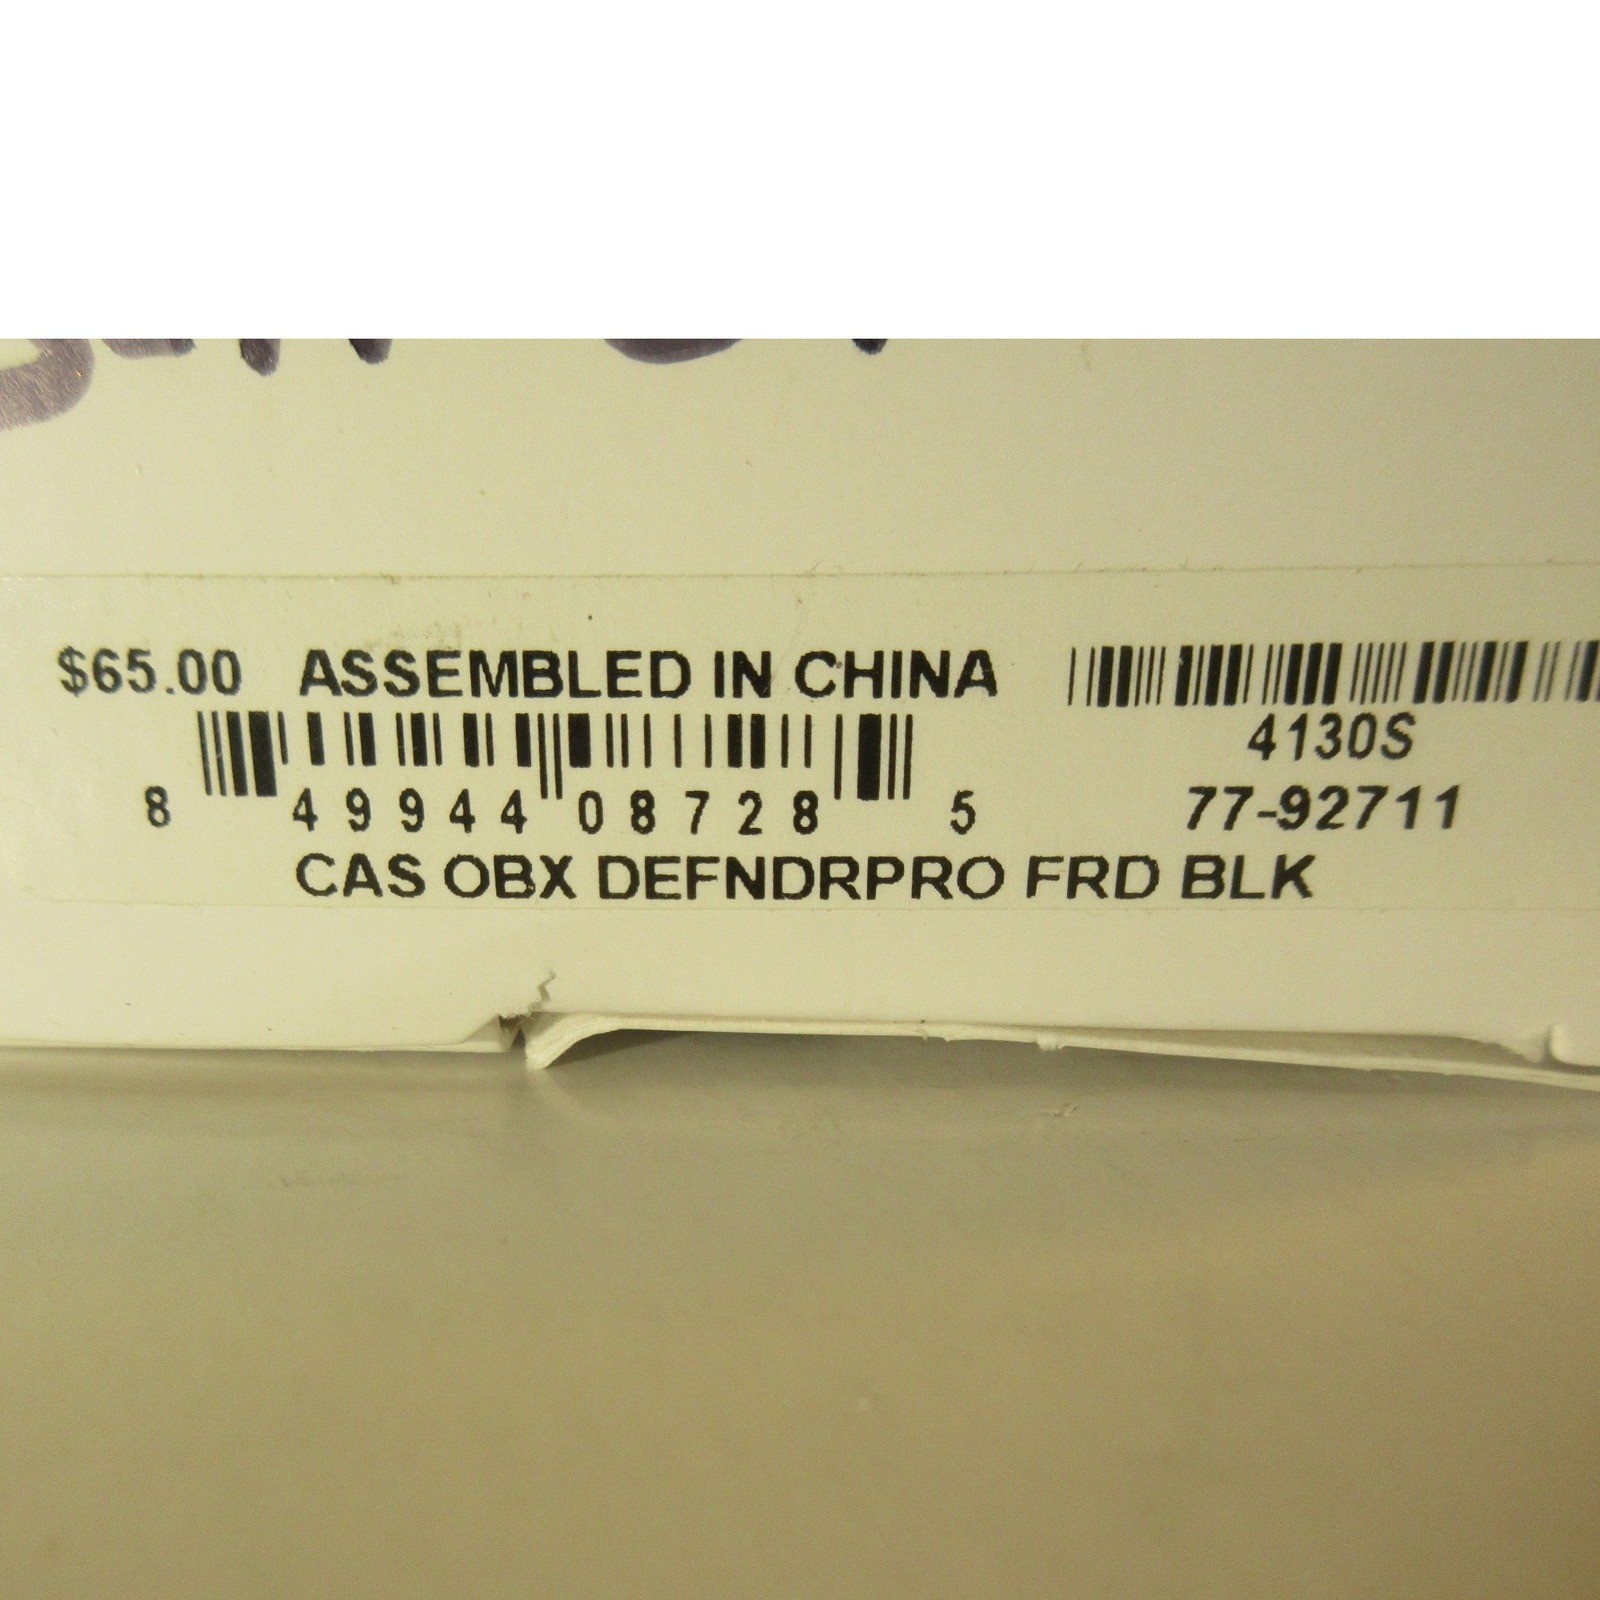 $65.00 ASSEMBLED IN CHINA
8 49944 08728 5
4130S
77-92711
CAS OBX DEFNDRPRO FRD BLK